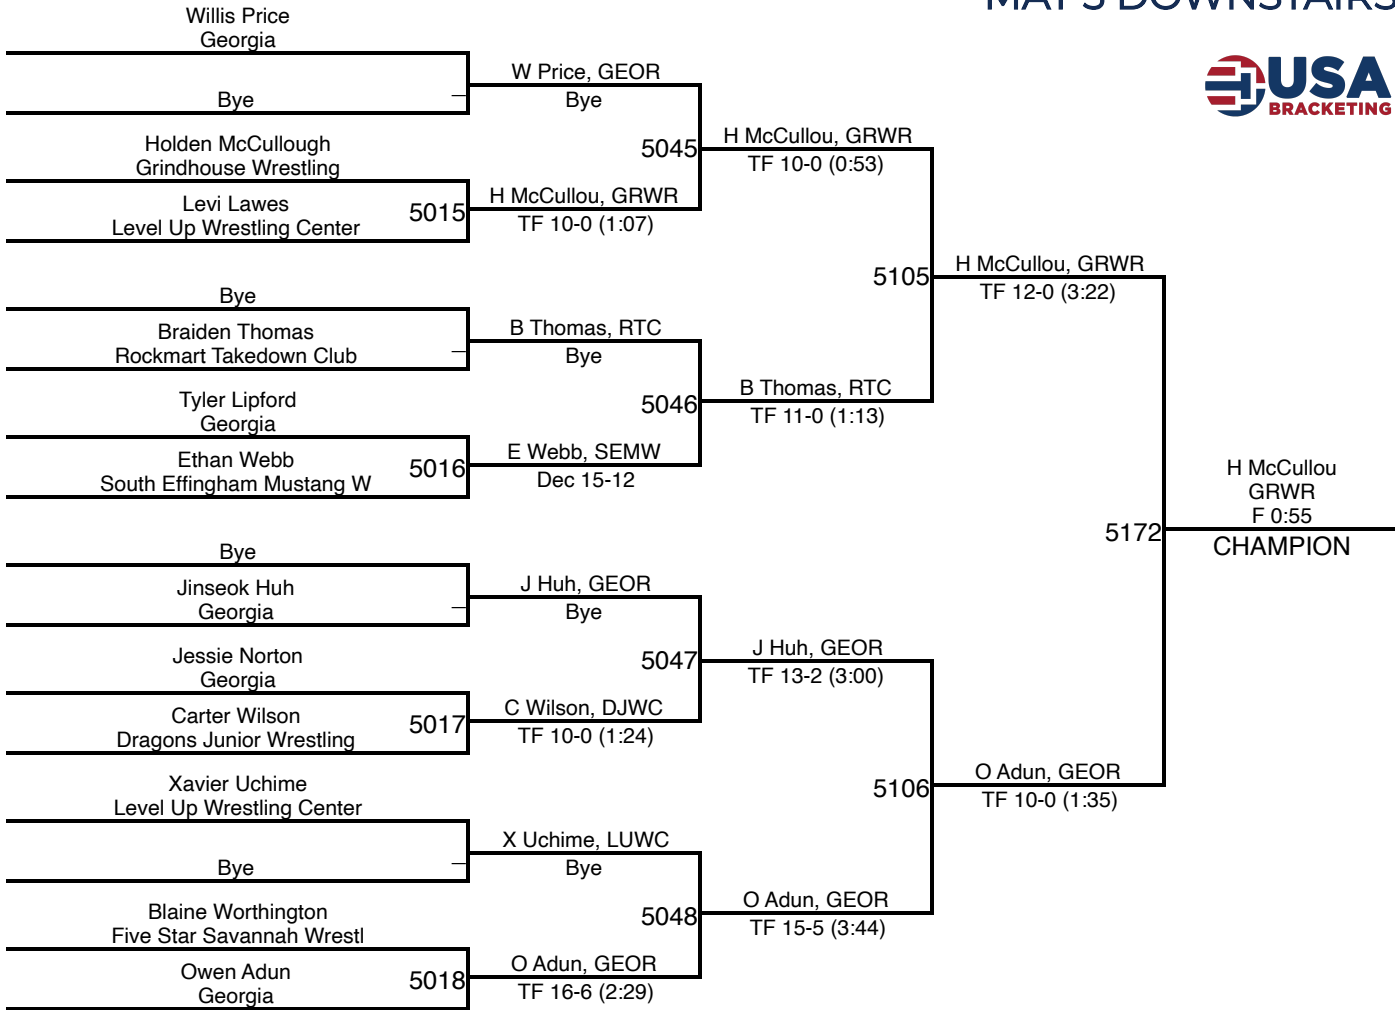 MAT 5 DOWNSTAIRS
USA
BRACKETING
Willis Price
Georgia
Bye
Holden McCullough
Grindhouse Wrestling
Levi Lawes
Level Up Wrestling Center
5015
Bye
Braiden Thomas
Rockmart Takedown Club
Tyler Lipford
Georgia
Ethan Webb
South Effingham Mustang W
5016
Bye
Jinseok Huh
Georgia
Jessie Norton
Georgia
Carter Wilson
Dragons Junior Wrestling
5017
Xavier Uchime
Level Up Wrestling Center
Bye
Blaine Worthington
Five Star Savannah Wrestl
Owen Adun
Georgia
5018
W Price, GEOR
Bye
5045
H McCullou, GRWR
TF 10-0 (1:07)
B Thomas, RTC
Bye
5046
E Webb, SEMW
Dec 15-12
J Huh, GEOR
Bye
5047
C Wilson, DJWC
TF 10-0 (1:24)
X Uchime, LUWC
Bye
5048
O Adun, GEOR
TF 16-6 (2:29)
H McCullou, GRWR
TF 10-0 (0:53)
5105
B Thomas, RTC
TF 11-0 (1:13)
J Huh, GEOR
TF 13-2 (3:00)
5106
O Adun, GEOR
TF 15-5 (3:44)
H McCullou, GRWR
TF 12-0 (3:22)
5172
O Adun, GEOR
TF 10-0 (1:35)
H McCullou
GRWR
F 0:55
CHAMPION